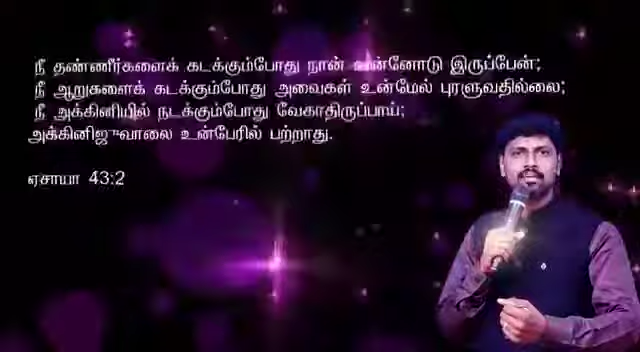 நீ தண்ணீர்களைக் கடக்கும்போது நான் உன்னோடு இருப்பேன்;
நீ ஆறுகளைக் கடக்கும்போது அவைகள் உன்மேல் புரளுவதில்லை;
நீ அக்கினியில் நடக்கும்போது வேகாதிருப்பாய்;
அக்கினிஜுவாலை உன்பேரில் பற்றாது.
ஏசாயா 43:2